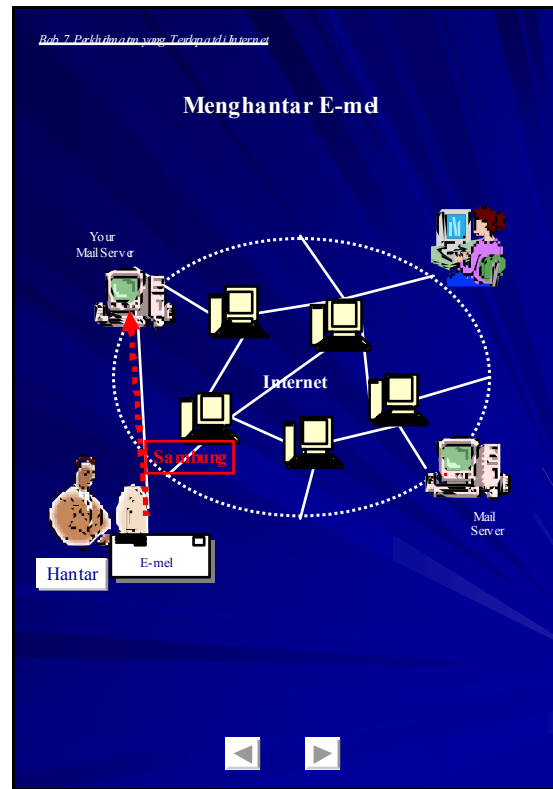 Bab 7 Perkhidmatan yang Terdapat di Internet
Menghantar E-mel
Your
Mail Server
Internet
Sambung
Mail
Server
E-mel
Hantar